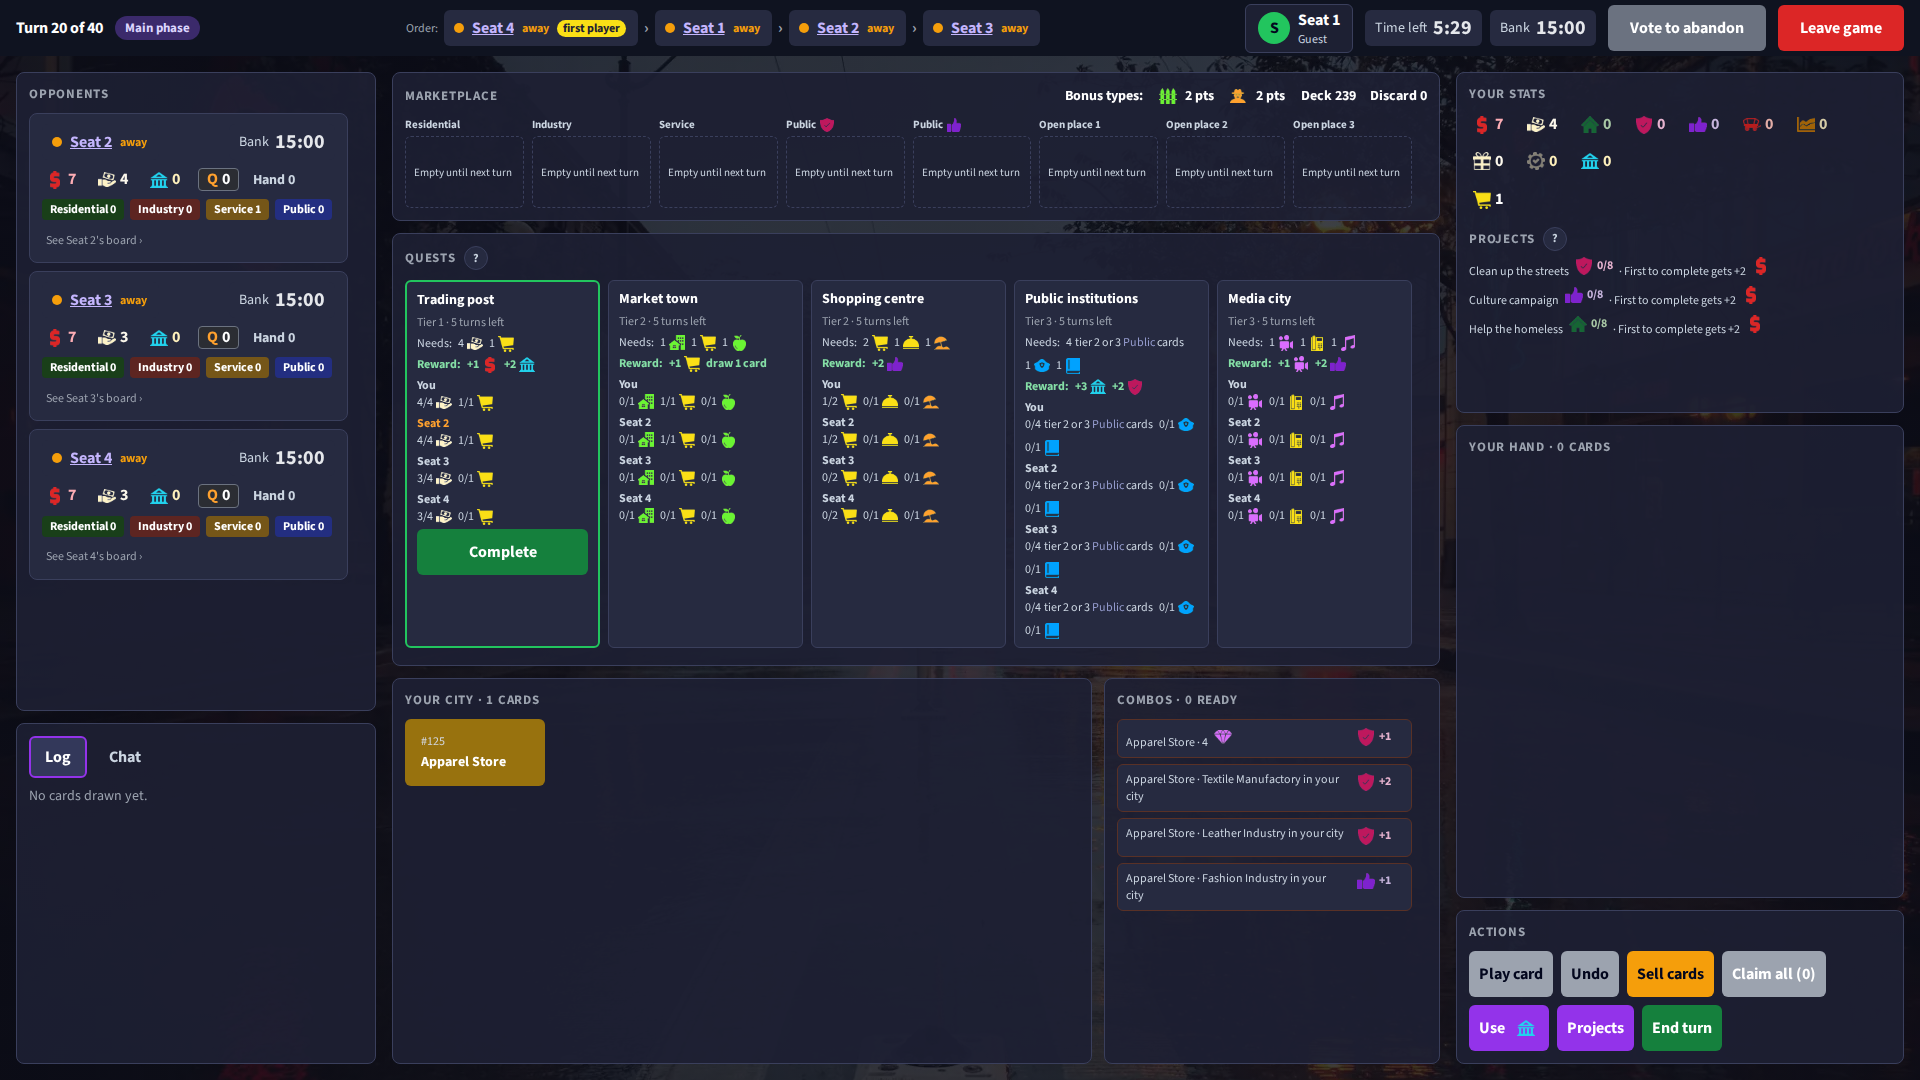 Turn 20 of 40
Main phase
Order:
Seat 4 away first player
› Seat 1 away
› Seat 2 away
› Seat 3 away
S
Seat 1
Guest
Time left 5:29
Bank 15:00
Vote to abandon
Leave game
OPPONENTS
Seat 2 away
Bank 15:00
7 4 0 Q 0 Hand 0
Residential 0 Industry 0 Service 1 Public 0
See Seat 2's board ›
Seat 3 away
Bank 15:00
7 3 0 Q 0 Hand 0
Residential 0 Industry 0 Service 0 Public 0
See Seat 3's board ›
Seat 4 away
Bank 15:00
7 3 0 Q 0 Hand 0
Residential 0 Industry 0 Service 0 Public 0
See Seat 4's board ›
Log
Chat
No cards drawn yet.
MARKETPLACE
Bonus types: 2 pts 2 pts Deck 239 Discard 0
Residential
Empty until next turn
Industry
Empty until next turn
Service
Empty until next turn
Public
Empty until next turn
Public
Empty until next turn
Open place 1
Empty until next turn
Open place 2
Empty until next turn
Open place 3
Empty until next turn
QUESTS ?
Trading post
Tier 1 · 5 turns left
Needs: 4 1
Reward: +1 +2
You
4/4 1/1
Seat 2
4/4 1/1
Seat 3
3/4 0/1
Seat 4
3/4 0/1
Complete
Market town
Tier 2 · 5 turns left
Needs: 1 1 1
Reward: +1 draw 1 card
You
0/1 1/1 0/1
Seat 2
0/1 1/1 0/1
Seat 3
0/1 0/1 0/1
Seat 4
0/1 0/1 0/1
Shopping centre
Tier 2 · 5 turns left
Needs: 2 1 1
Reward: +2
You
1/2 0/1 0/1
Seat 2
1/2 0/1 0/1
Seat 3
0/2 0/1 0/1
Seat 4
0/2 0/1 0/1
Public institutions
Tier 3 · 5 turns left
Needs: 4 tier 2 or 3 Public cards
1 1
Reward: +3 +2
You
0/4 tier 2 or 3 Public cards 0/1
0/1
Seat 2
0/4 tier 2 or 3 Public cards 0/1
0/1
Seat 3
0/4 tier 2 or 3 Public cards 0/1
0/1
Seat 4
0/4 tier 2 or 3 Public cards 0/1
0/1
Media city
Tier 3 · 5 turns left
Needs: 1 1 1
Reward: +1 +2
You
0/1 0/1 0/1
Seat 2
0/1 0/1 0/1
Seat 3
0/1 0/1 0/1
Seat 4
0/1 0/1 0/1
YOUR CITY · 1 CARDS
#125
Apparel Store
COMBOS · 0 READY
Apparel Store · 4 +1
Apparel Store · Textile Manufactory in your +2
city
Apparel Store · Leather Industry in your city +1
Apparel Store · Fashion Industry in your +1
city
YOUR STATS
7 4 0 0 0 0 0
0 0 0
1
PROJECTS ?
Clean up the streets 0/8 · First to complete gets +2
Culture campaign 0/8 · First to complete gets +2
Help the homeless 0/8 · First to complete gets +2
YOUR HAND · 0 CARDS
ACTIONS
Play card
Undo
Sell cards
Claim all (0)
Use
Projects
End turn